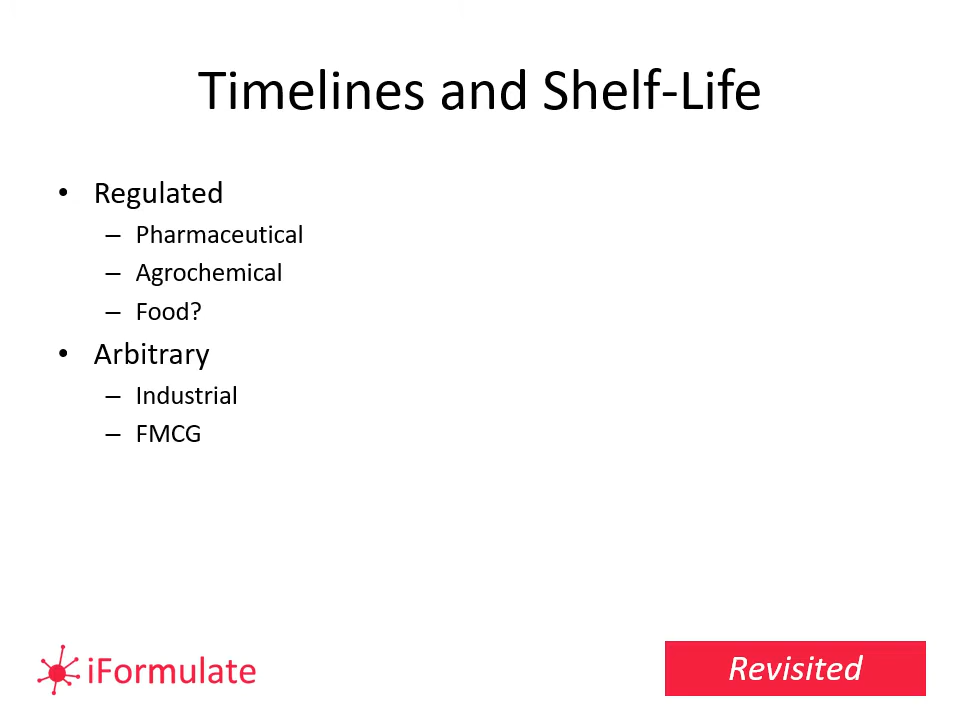 Timelines and Shelf-Life
• Regulated
– Pharmaceutical
– Agrochemical
– Food?
• Arbitrary
– Industrial
– FMCG
iFormulate
Revisited